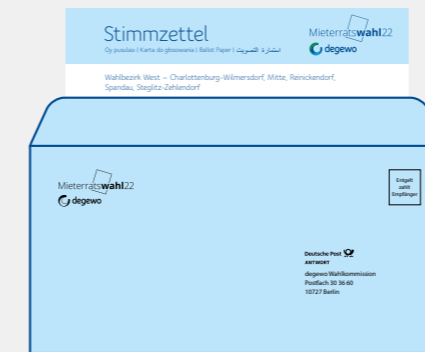 Stimmzettel
Oy pusulası | Karta do głosowania | Ballot Paper | استمارة التصويت
Mieterratswahl22
degewo
Wahlbezirk West – Charlottenburg-Wilmersdorf, Mitte, Reinickendorf,
Spandau, Steglitz-Zehlendorf
Mieterratswahl22
degewo
Entgelt
zahlt
Empfänger
Deutsche Post
ANTWORT
degewo Wahlkommission
Postfach 30 36 60
10727 Berlin